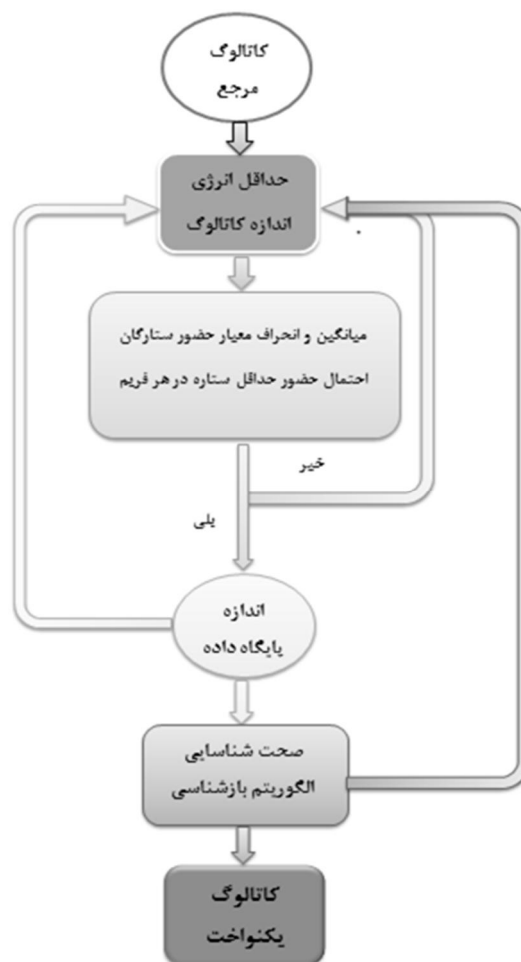 کاتالوگ
مرجع
حداقل انرژی
اندازه کاتالوگ
میانگین و انحراف معیار حضور ستارگان
احتمال حضور حداقل ستاره در هر فریم
خیر
بلی
اندازه
پایگاه داده
صحت شناسایی
الگوریتم بازشناسی
کاتالوگ
یکنواخت